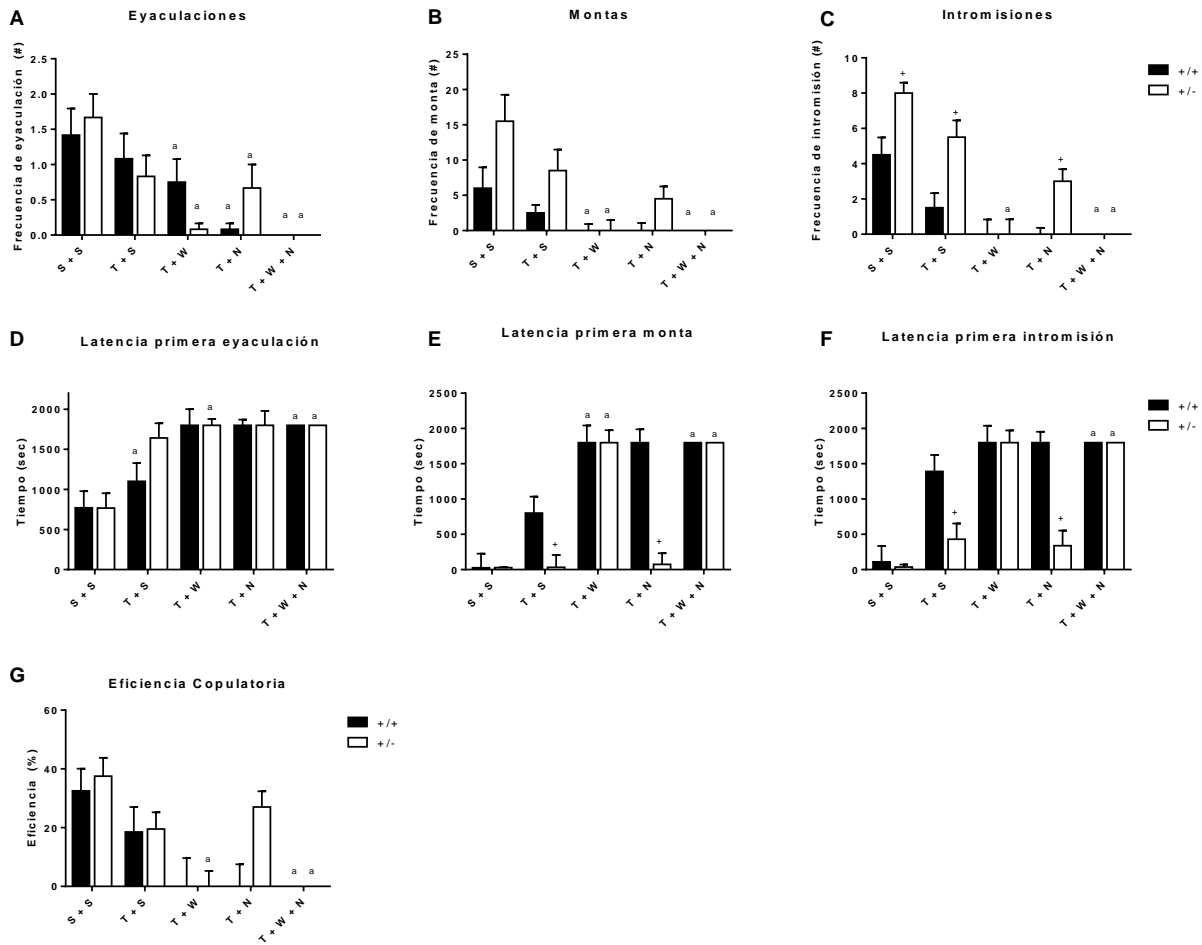 A
Eyaculaciones
Frecuencia de eyaculación (#)
2.5
2.0
1.5
1.0
0.5
0.0
a
a
a
a a
S + S
T + S
T + W
T + N
T + W + N
B
Montas
Frecuencia de monta (#)
25
20
15
10
5
0
a a
a a
S + S
T + S
T + W
T + N
T + W + N
C
Intromisiones
Frecuencia de intromisión (#)
10
8
6
4
2
0
+
+
a
+
a a
S + S
T + S
T + W
T + N
T + W + N
+/+
+/-
D
Latencia primera eyaculación
Tiempo (sec)
2000
1500
1000
500
0
a
a
a a
S + S
T + S
T + W
T + N
T + W + N
E
Latencia primera monta
Tiempo (sec)
2500
2000
1500
1000
500
0
+
a a
+
a a
S + S
T + S
T + W
T + N
T + W + N
F
Latencia primera intromisión
Tiempo (sec)
2500
2000
1500
1000
500
0
+
+
a a
S + S
T + S
T + W
T + N
T + W + N
+/+
+/-
G
Eficiencia Copulatoria
Eficiencia (%)
60
40
20
0
a
a a
S + S
T + S
T + W
T + N
T + W + N
+/+
+/-